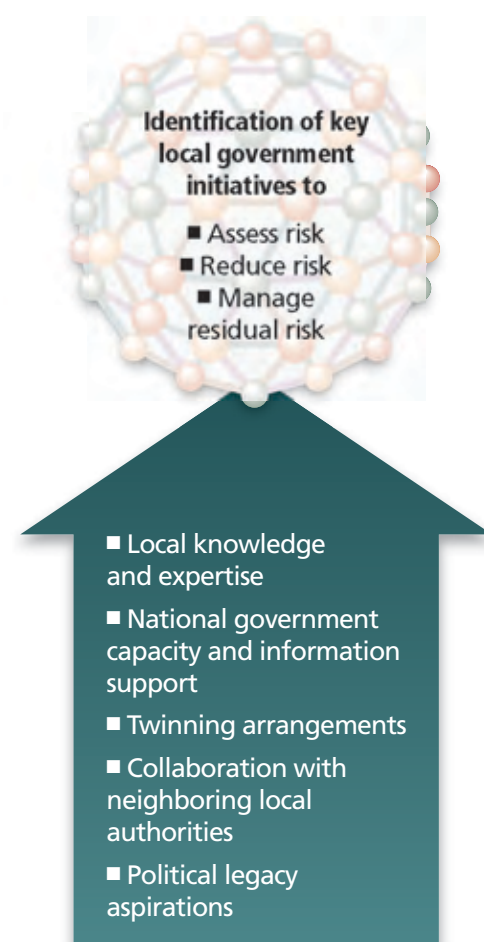 Identification of key
local government
initiatives to
■ Assess risk
■ Reduce risk
■ Manage
residual risk
■ Local knowledge
and expertise
■ National government
capacity and information
support
■ Twinning arrangements
■ Collaboration with
neighboring local
authorities
■ Political legacy
aspirations